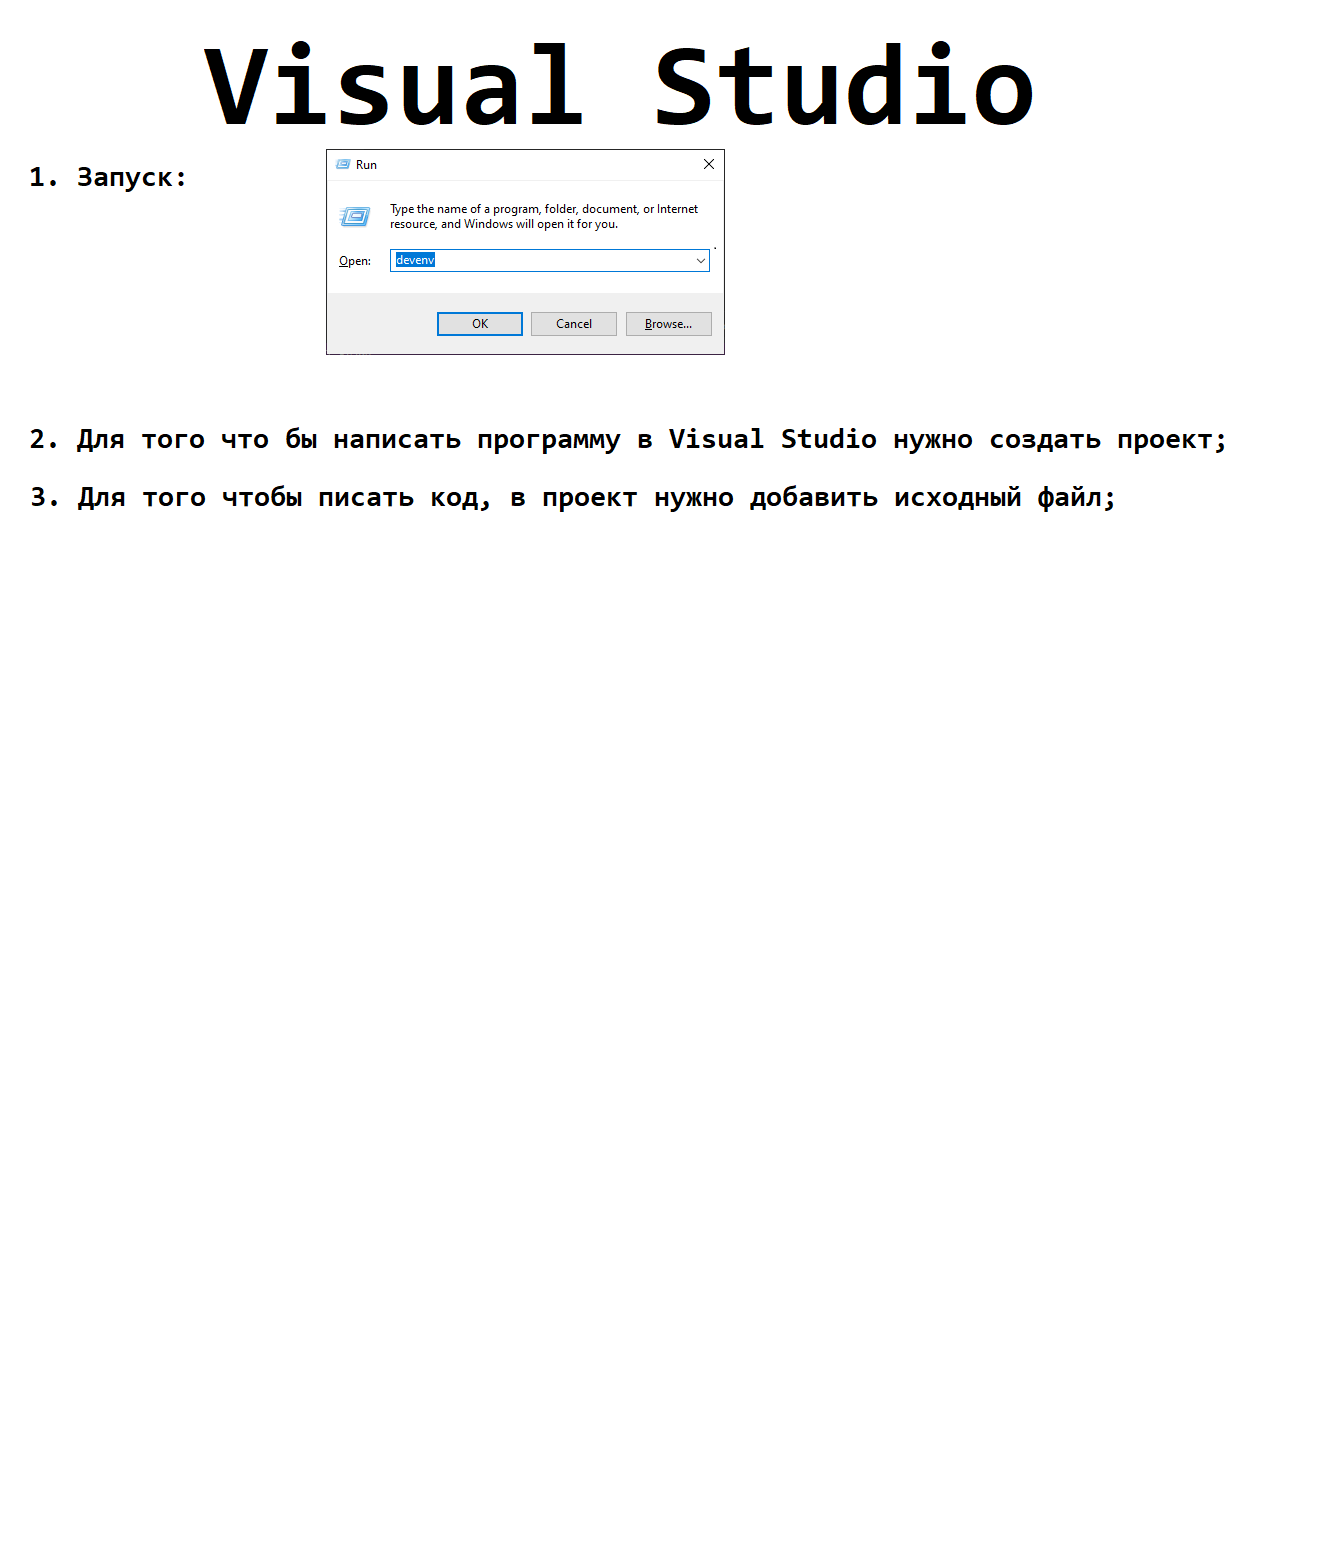 Visual Studio
1. Запуск:
Run
Type the name of a program, folder, document, or Internet
resource, and Windows will open it for you.
Open: devenv
OK Cancel Browse...
2. Для того что бы написать программу в Visual Studio нужно создать проект;
3. Для того чтобы писать код, в проект нужно добавить исходный файл;